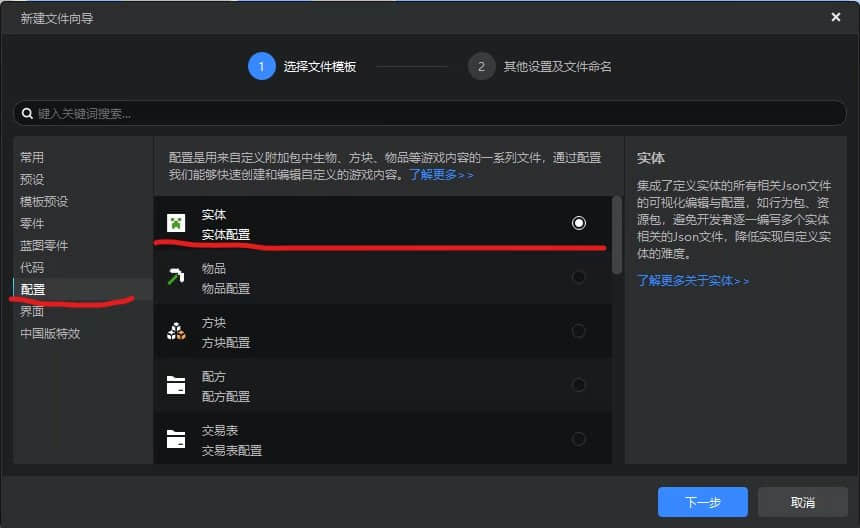 新建文件向导
1 选择文件模板
2 其他设置及文件命名
键入关键词搜索...
常用
预设
模板预设
零件
蓝图零件
代码
配置
界面
中国版特效
配置是用来自定义附加包中生物、方块、物品等游戏内容的一系列文件，通过配置
我们能够快速创建和编辑自定义的游戏内容。了解更多>>
实体
实体配置
物品
物品配置
方块
方块配置
配方
配方配置
交易表
交易表配置
实体
集成了定义实体的所有相关Json文件
的可视化编辑与配置，如行为包、资
源包，避免开发者逐一编写多个实体
相关的Json文件，降低实现自定义实
体的难度。
了解更多关于实体>>
下一步
取消